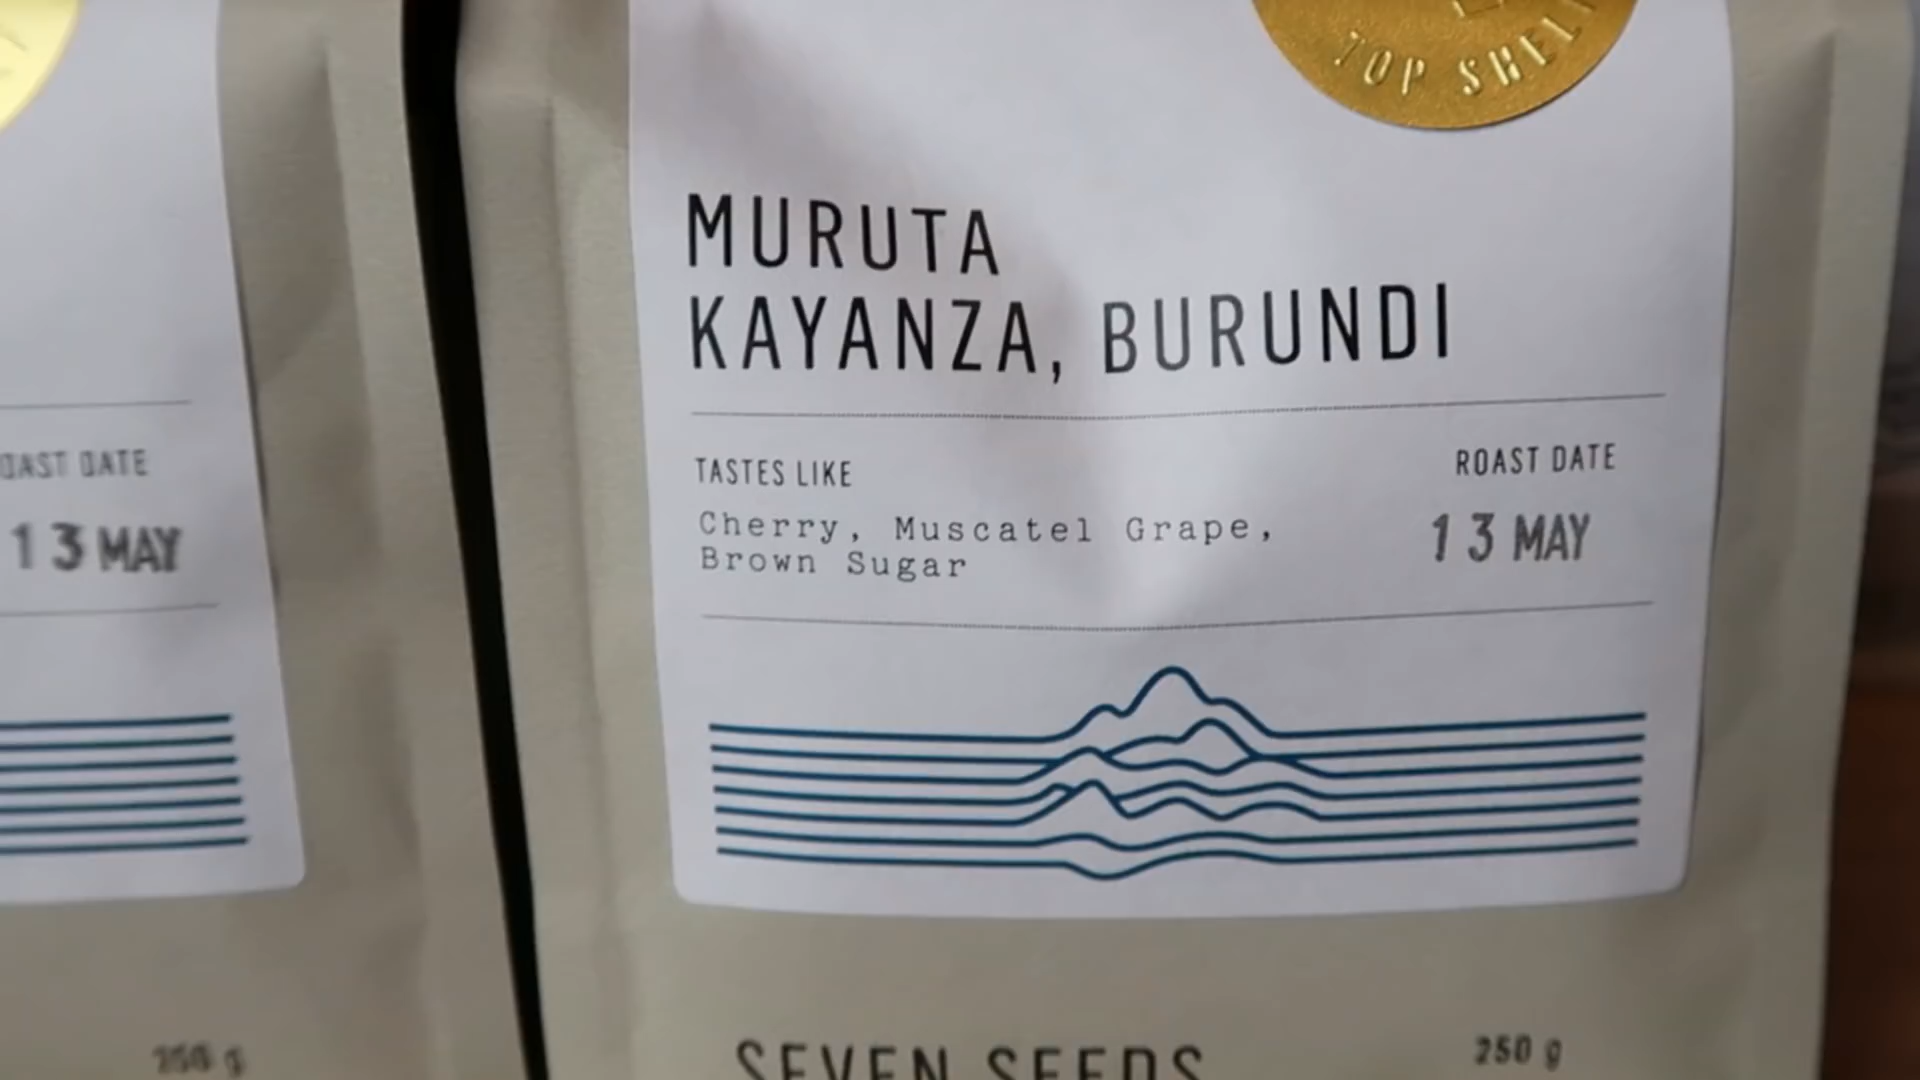 TOP SHEL
MURUTA
KAYANZA, BURUNDI
TASTES LIKE
Cherry, Muscatel Grape,
Brown Sugar
ROAST DATE
13 MAY
SEVEN SEEDS
250 g
OAST DATE
13 MAY
250 g